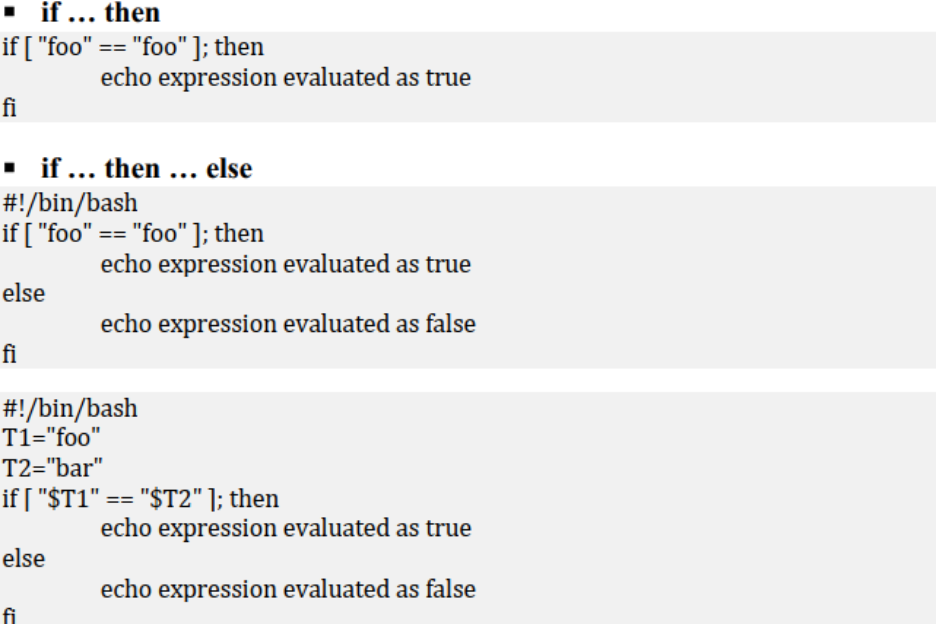 ▪ if … then
if [ "foo" == "foo" ]; then
echo expression evaluated as true
fi
▪ if … then … else
#!/bin/bash
if [ "foo" == "foo" ]; then
echo expression evaluated as true
else
echo expression evaluated as false
fi
#!/bin/bash
T1="foo"
T2="bar"
if [ "$T1" == "$T2" ]; then
echo expression evaluated as true
else
echo expression evaluated as false
fi